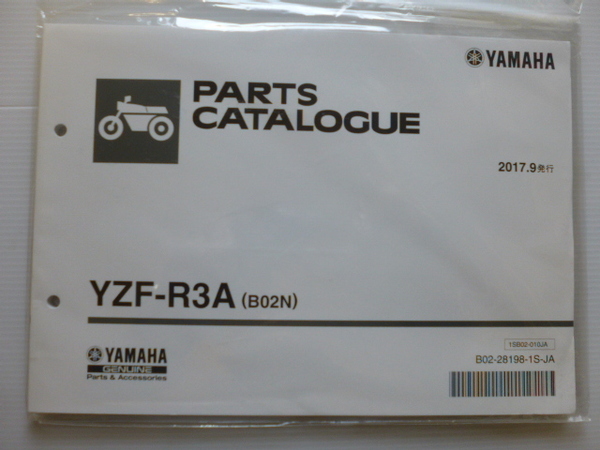 YAMAHA
PARTS
CATALOGUE
2017.9発行
YZF-R3A (B02N)
1SB02-010JA
B02-28198-1S-JA
YAMAHA
GENUINE
Parts & Accessories